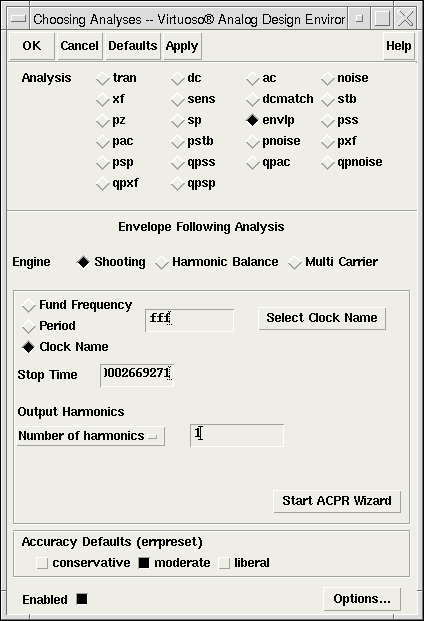 Choosing Analyses -- Virtuoso® Analog Design Enviror
OK Cancel Defaults Apply Help
Analysis tran dc ac noise
xf sens dcmatch stb
pz sp envlp pss
pac pstb pnoise pxf
psp qpss qpac qpnoise
qpxf qpsp
Envelope Following Analysis
Engine Shooting Harmonic Balance Multi Carrier
Fund Frequency
Period fff Select Clock Name
Clock Name
Stop Time 0002669271
Output Harmonics
Number of harmonics 1
Start ACPR Wizard
Accuracy Defaults (errpreset)
conservative moderate liberal
Enabled Options...